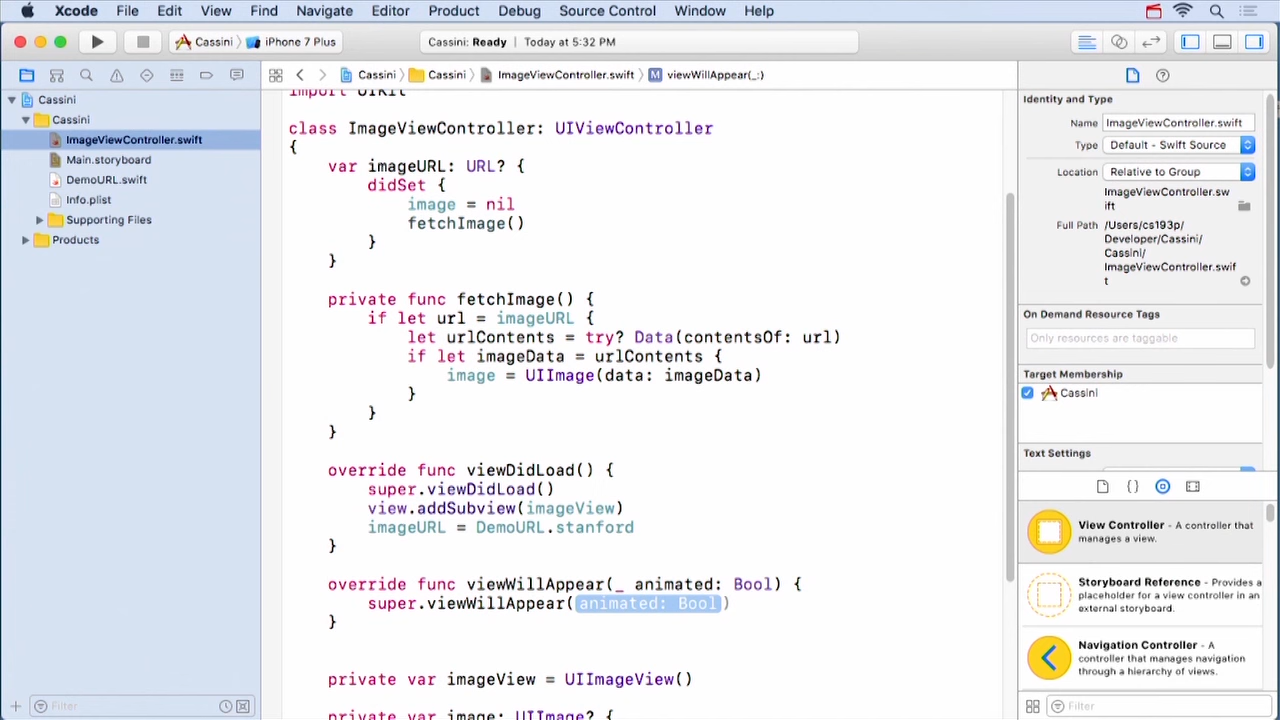 Xcode File Edit View Find Navigate Editor Product Debug Source Control Window Help
Cassini iPhone 7 Plus Cassini: Ready | Today at 5:32 PM
Cassini Cassini ImageViewController.swift M viewWillAppear(_:)
Cassini
Cassini
ImageViewController.swift
Main.storyboard
DemoURL.swift
Info.plist
Supporting Files
Products
Filter
import UIKit
class ImageViewController: UIViewController
{
var imageURL: URL? {
didSet {
image = nil
fetchImage()
}
}
private func fetchImage() {
if let url = imageURL {
let urlContents = try? Data(contentsOf: url)
if let imageData = urlContents {
image = UIImage(data: imageData)
}
}
}
override func viewDidLoad() {
super.viewDidLoad()
view.addSubview(imageView)
imageURL = DemoURL.stanford
}
override func viewWillAppear(_ animated: Bool) {
super.viewWillAppear(animated: Bool)
}
private var imageView = UIImageView()
private var image: UIImage? {
Identity and Type
Name ImageViewController.swift
Type Default - Swift Source
Location Relative to Group
ImageViewController.sw
ift
Full Path /Users/cs193p/
Developer/Cassini/
Cassini/
ImageViewController.swif
t
On Demand Resource Tags
Only resources are taggable
Target Membership
Cassini
Text Settings
{}
View Controller - A controller that
manages a view.
Storyboard Reference - Provides a
placeholder for a view controller in an
external storyboard.
Navigation Controller - A
controller that manages navigation
through a hierarchy of views.
Filter